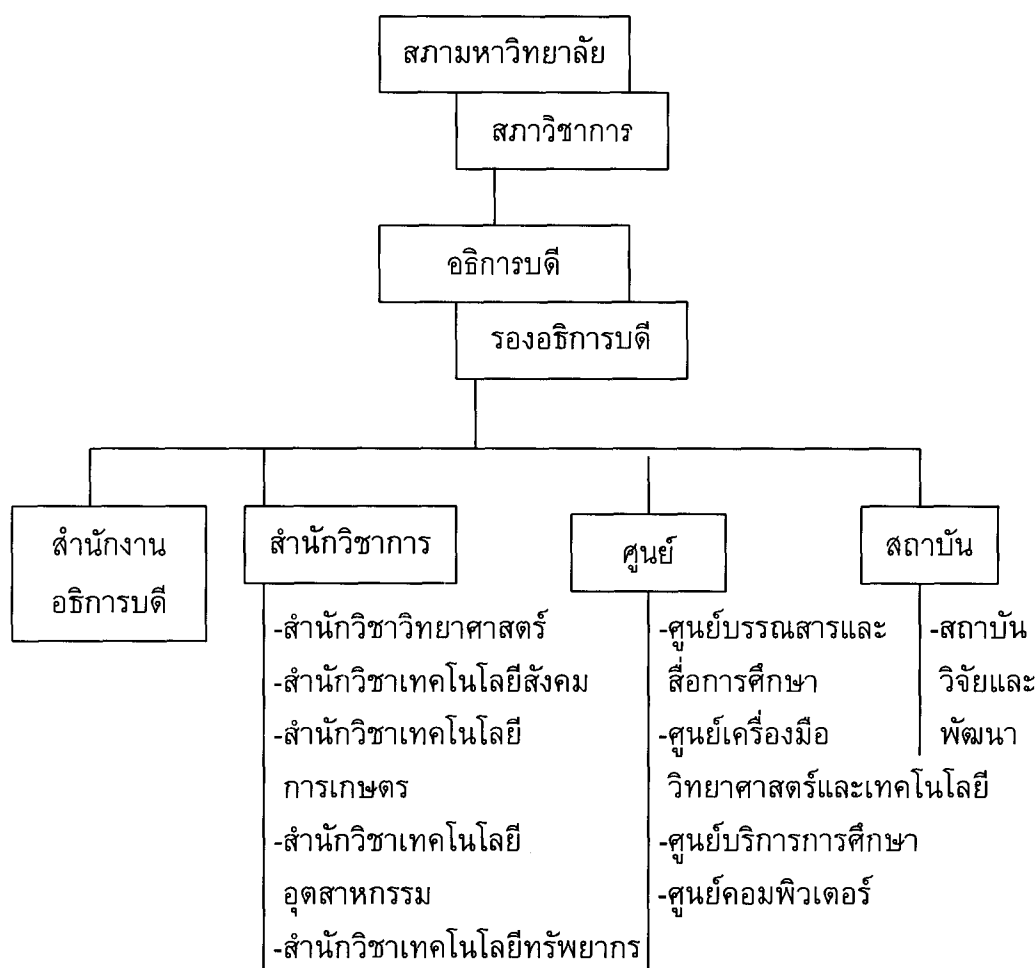 สภามหาวิทยาลัย
สภาวิชาการ
อธิการบดี
รองอธิการบดี
สำนักงาน
อธิการบดี
สำนักวิชาการ
-สำนักวิชาวิทยาศาสตร์
-สำนักวิชาเทคโนโลยีสังคม
-สำนักวิชาเทคโนโลยี
การเกษตร
-สำนักวิชาเทคโนโลยี
อุตสาหกรรม
-สำนักวิชาเทคโนโลยีทรัพยากร
ศูนย์
-ศูนย์บรรณสารและ
สื่อการศึกษา
-ศูนย์เครื่องมือ
วิทยาศาสตร์และเทคโนโลยี
-ศูนย์บริการการศึกษา
-ศูนย์คอมพิวเตอร์
สถาบัน
-สถาบัน
วิจัยและ
พัฒนา